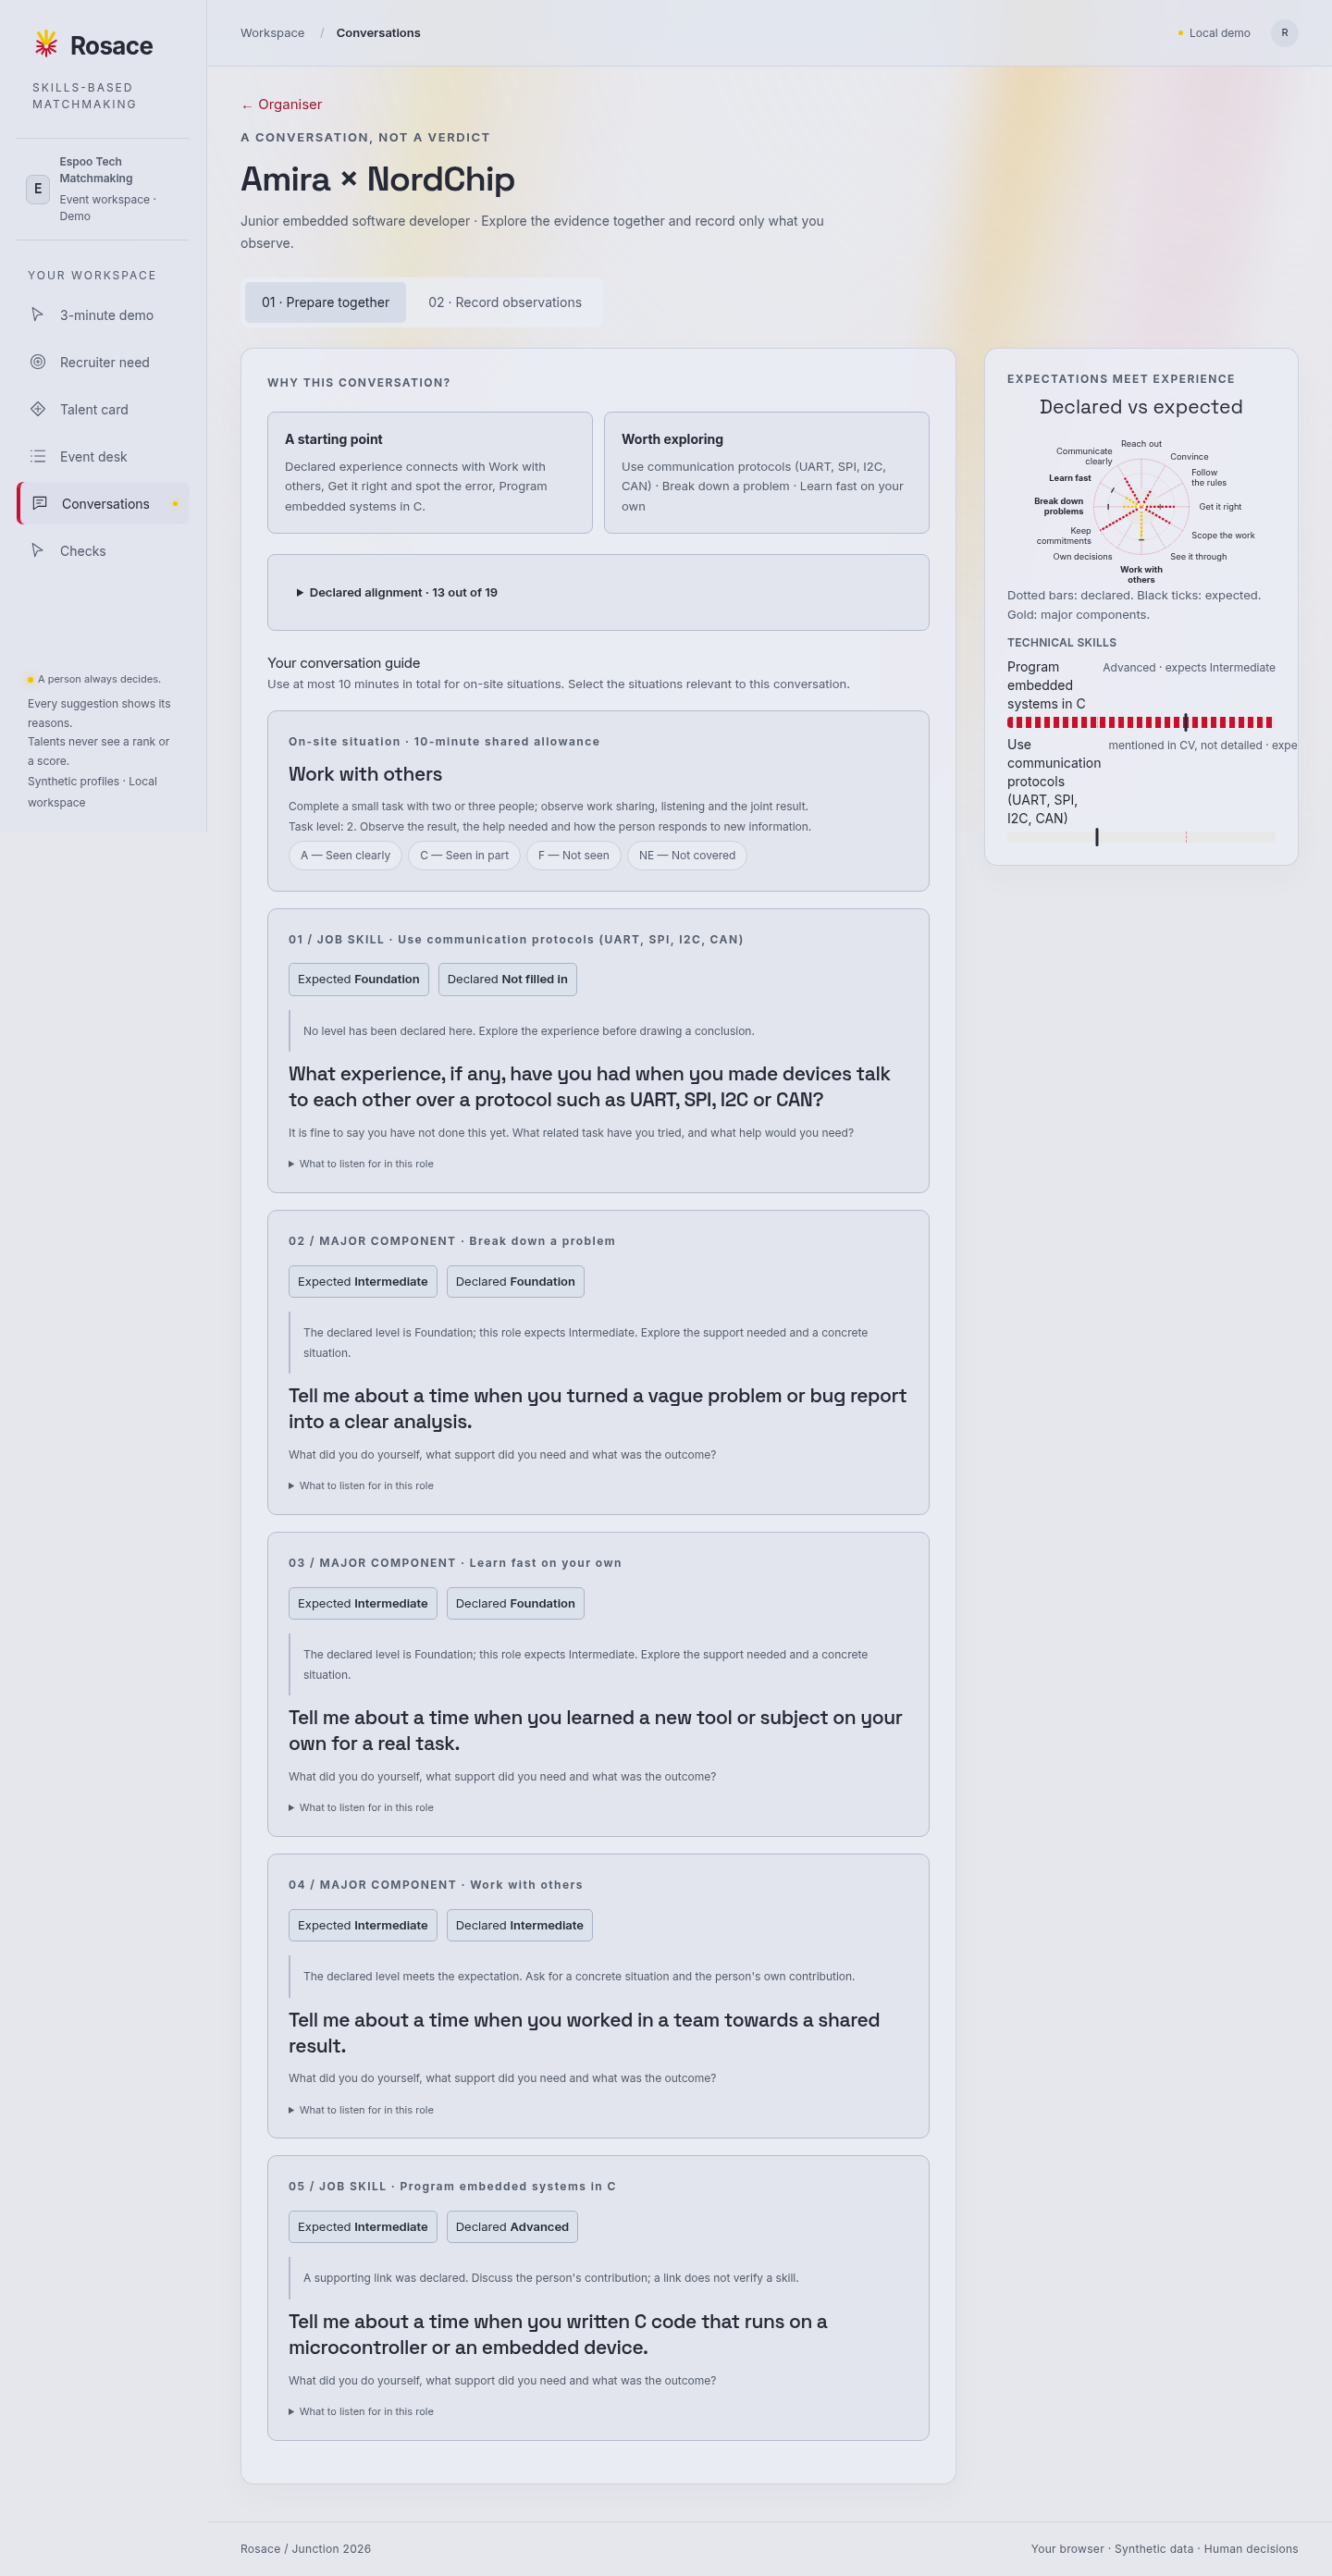 Rosace
SKILLS-BASED
MATCHMAKING
E
Espoo Tech
Matchmaking
Event workspace ·
Demo
YOUR WORKSPACE
3-minute demo
Recruiter need
Talent card
Event desk
Conversations
Checks
A person always decides.
Every suggestion shows its
reasons.
Talents never see a rank or
a score.
Synthetic profiles · Local
workspace
Workspace / Conversations
Local demo
R
← Organiser
A CONVERSATION, NOT A VERDICT
Amira × NordChip
Junior embedded software developer · Explore the evidence together and record only what you
observe.
01 · Prepare together
02 · Record observations
WHY THIS CONVERSATION?
A starting point
Declared experience connects with Work with
others, Get it right and spot the error, Program
embedded systems in C.
Worth exploring
Use communication protocols (UART, SPI, I2C,
CAN) · Break down a problem · Learn fast on your
own
▶ Declared alignment · 13 out of 19
Your conversation guide
Use at most 10 minutes in total for on-site situations. Select the situations relevant to this conversation.
On-site situation · 10-minute shared allowance
Work with others
Complete a small task with two or three people; observe work sharing, listening and the joint result.
Task level: 2. Observe the result, the help needed and how the person responds to new information.
A — Seen clearly
C — Seen in part
F — Not seen
NE — Not covered
01 / JOB SKILL · Use communication protocols (UART, SPI, I2C, CAN)
Expected Foundation
Declared Not filled in
No level has been declared here. Explore the experience before drawing a conclusion.
What experience, if any, have you had when you made devices talk
to each other over a protocol such as UART, SPI, I2C or CAN?
It is fine to say you have not done this yet. What related task have you tried, and what help would you need?
▶ What to listen for in this role
02 / MAJOR COMPONENT · Break down a problem
Expected Intermediate
Declared Foundation
The declared level is Foundation; this role expects Intermediate. Explore the support needed and a concrete
situation.
Tell me about a time when you turned a vague problem or bug report
into a clear analysis.
What did you do yourself, what support did you need and what was the outcome?
▶ What to listen for in this role
03 / MAJOR COMPONENT · Learn fast on your own
Expected Intermediate
Declared Foundation
The declared level is Foundation; this role expects Intermediate. Explore the support needed and a concrete
situation.
Tell me about a time when you learned a new tool or subject on your
own for a real task.
What did you do yourself, what support did you need and what was the outcome?
▶ What to listen for in this role
04 / MAJOR COMPONENT · Work with others
Expected Intermediate
Declared Intermediate
The declared level meets the expectation. Ask for a concrete situation and the person's own contribution.
Tell me about a time when you worked in a team towards a shared
result.
What did you do yourself, what support did you need and what was the outcome?
▶ What to listen for in this role
05 / JOB SKILL · Program embedded systems in C
Expected Intermediate
Declared Advanced
A supporting link was declared. Discuss the person's contribution; a link does not verify a skill.
Tell me about a time when you written C code that runs on a
microcontroller or an embedded device.
What did you do yourself, what support did you need and what was the outcome?
▶ What to listen for in this role
EXPECTATIONS MEET EXPERIENCE
Declared vs expected
Reach out
Convince
Follow
the rules
Get it right
Scope the work
See it through
Work with
others
Own decisions
Keep
commitments
Break down
problems
Learn fast
Communicate
clearly
Dotted bars: declared. Black ticks: expected.
Gold: major components.
TECHNICAL SKILLS
Program
embedded
systems in C
Advanced · expects Intermediate
Use
communication
protocols
(UART, SPI,
I2C, CAN)
mentioned in CV, not detailed · expe
Rosace / Junction 2026
Your browser · Synthetic data · Human decisions